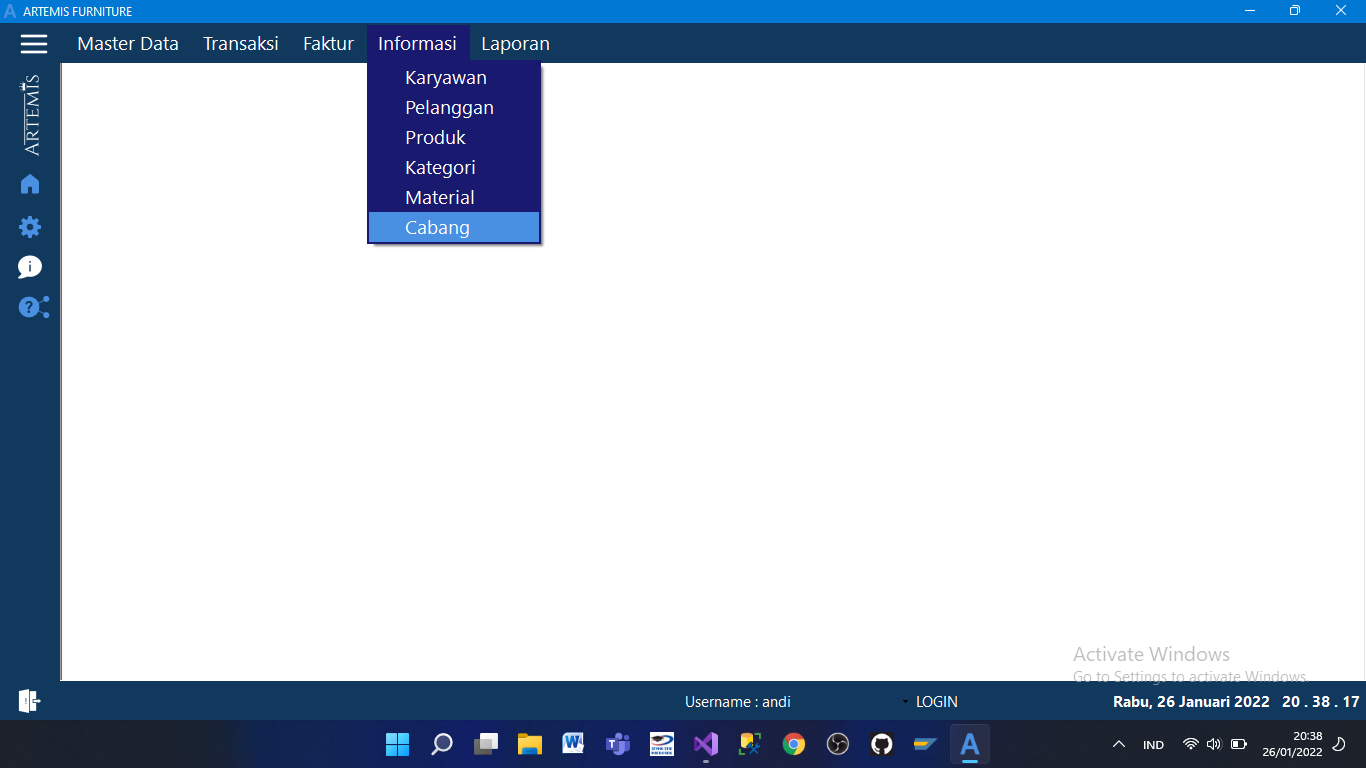 ARTEMIS FURNITURE
Master Data Transaksi Faktur Informasi Laporan
ARTEMIS
Karyawan
Pelanggan
Produk
Kategori
Material
Cabang
Activate Windows
Go to Settings to activate Windows.
Username : andi
LOGIN
Rabu, 26 Januari 2022 20 . 38 . 17
IND
20:38
26/01/2022